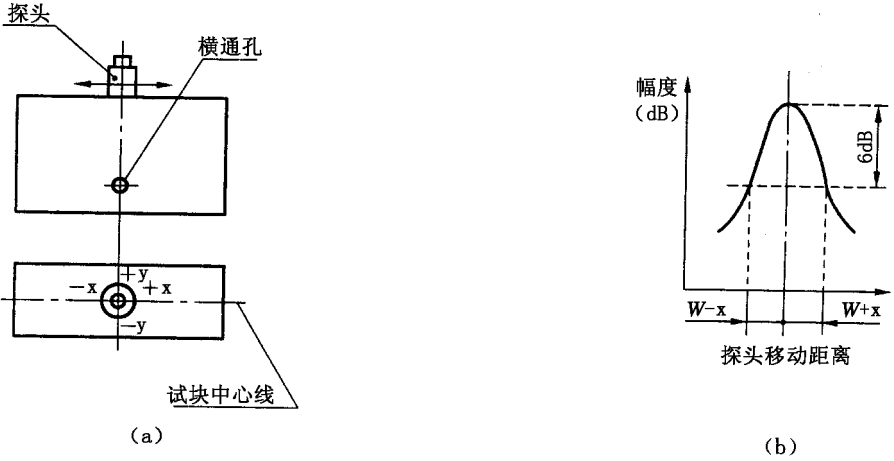 探头
横通孔
+y
-x
+x
-y
试块中心线
(a)
幅度
(dB)
6dB
W-x
W+x
探头移动距离
(b)